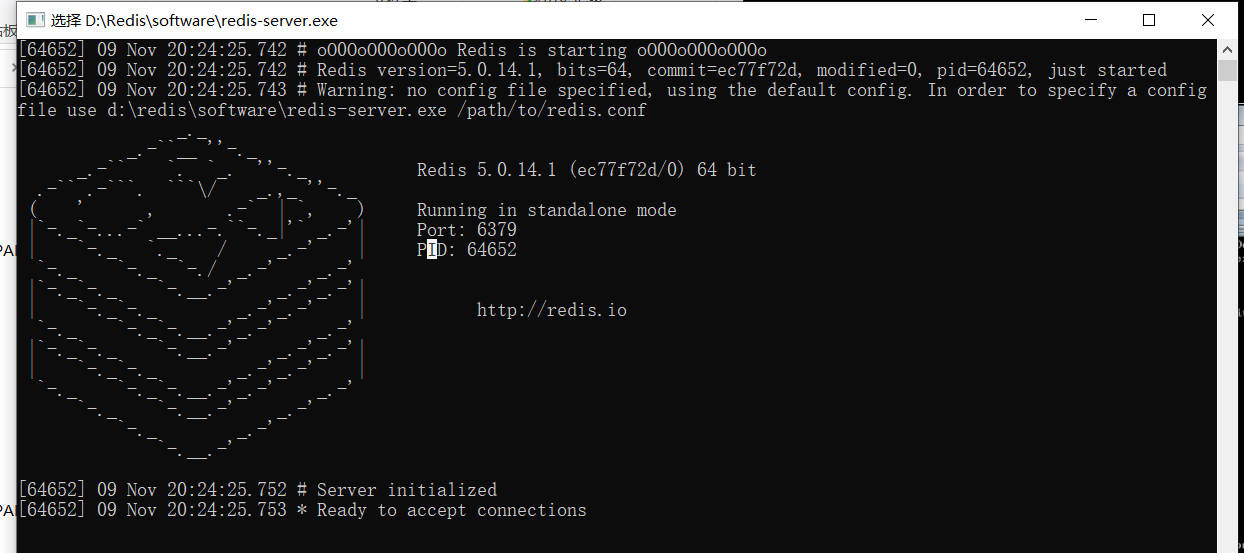 选择 D:\Redis\software\redis-server.exe
[64652] 09 Nov 20:24:25.742 # oO0OoO0OoO0Oo Redis is starting oO0OoO0OoO0Oo
[64652] 09 Nov 20:24:25.742 # Redis version=5.0.14.1, bits=64, commit=ec77f72d, modified=0, pid=64652, just started
[64652] 09 Nov 20:24:25.743 # Warning: no config file specified, using the default config. In order to specify a config
file use d:\redis\software\redis-server.exe /path/to/redis.conf
Redis 5.0.14.1 (ec77f72d/0) 64 bit
Running in standalone mode
Port: 6379
PID: 64652
http://redis.io
[64652] 09 Nov 20:24:25.752 # Server initialized
[64652] 09 Nov 20:24:25.753 * Ready to accept connections